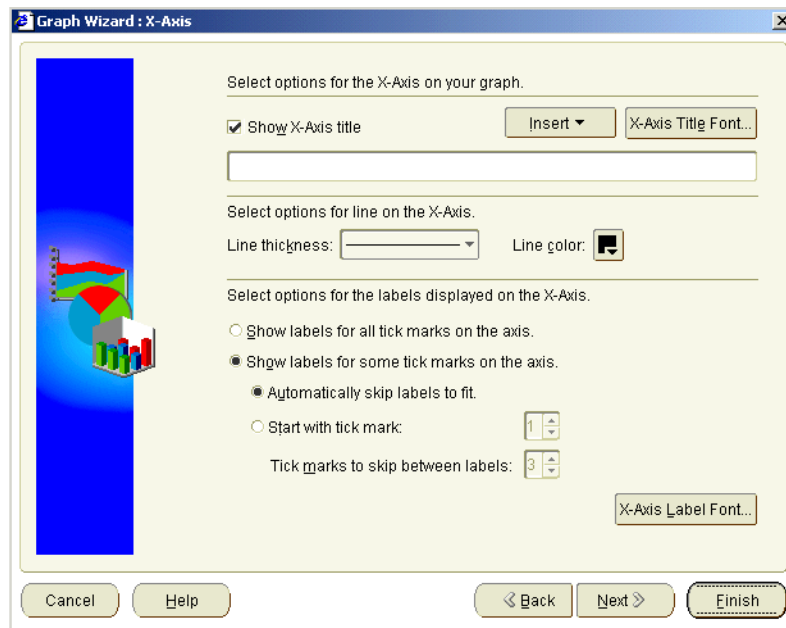 Graph Wizard : X-Axis
Select options for the X-Axis on your graph.
Show X-Axis title Insert X-Axis Title Font...
Select options for line on the X-Axis.
Line thickness: Line color:
Select options for the labels displayed on the X-Axis.
Show labels for all tick marks on the axis.
Show labels for some tick marks on the axis.
Automatically skip labels to fit.
Start with tick mark: 1
Tick marks to skip between labels: 3
X-Axis Label Font...
Cancel Help Back Next Finish